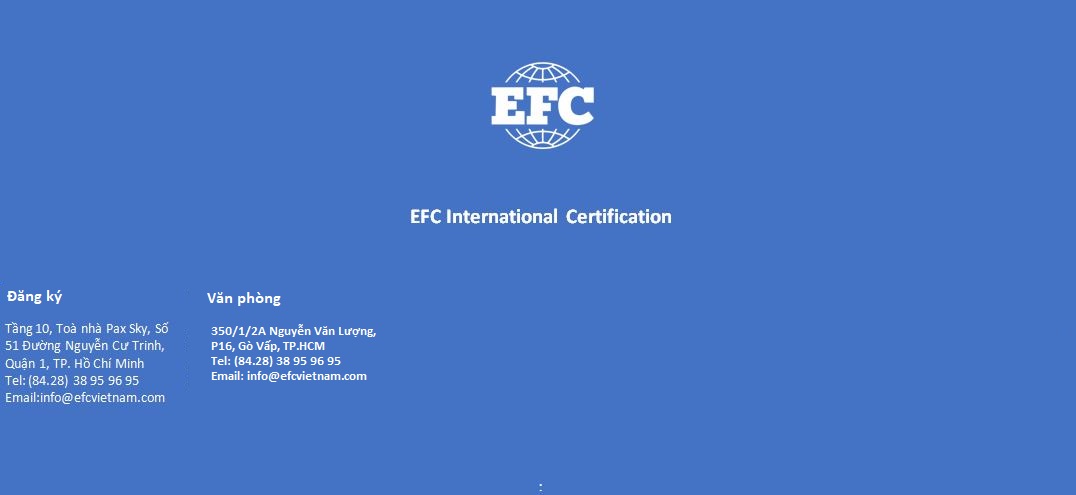 EFC
EFC International Certification
Đăng ký
Tầng 10, Toà nhà Pax Sky, Số
51 Đường Nguyễn Cư Trinh,
Quận 1, TP. Hồ Chí Minh
Tel: (84.28) 38 95 96 95
Email:info@efcvietnam.com
Văn phòng
350/1/2A Nguyễn Văn Lượng,
P16, Gò Vấp, TP.HCM
Tel: (84.28) 38 95 96 95
Email: info@efcvietnam.com
: